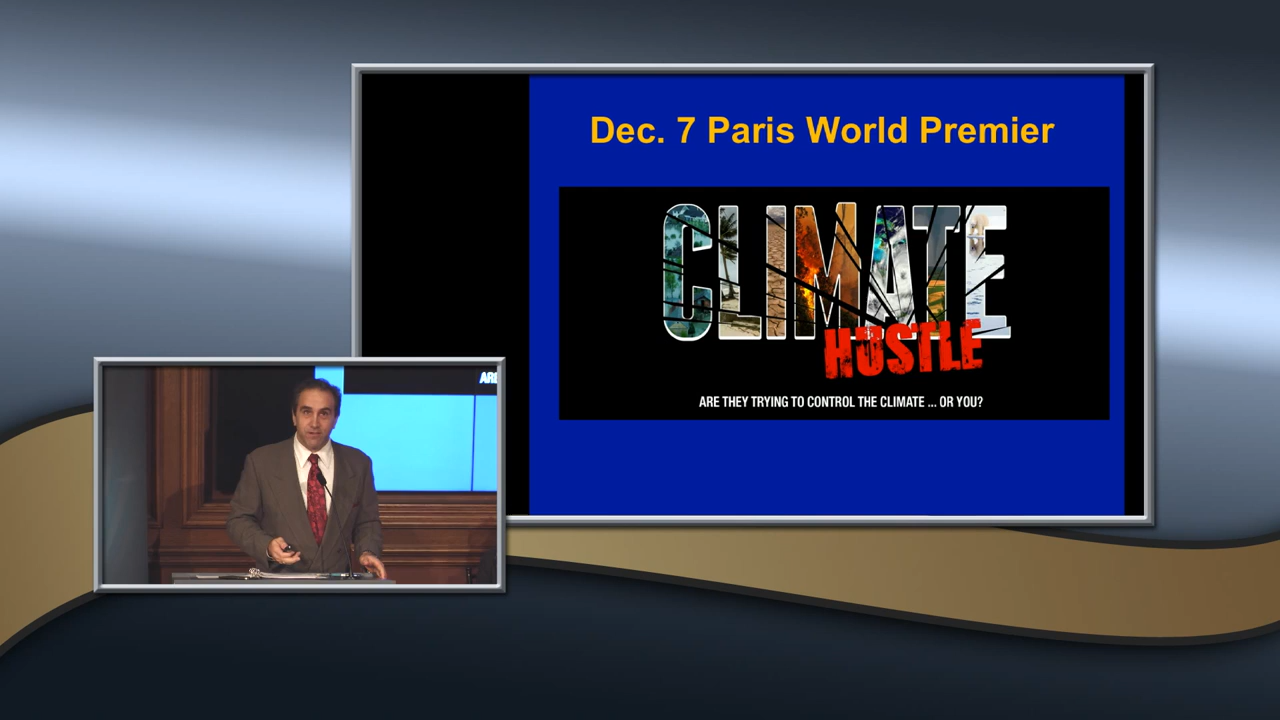 Dec. 7 Paris World Premier
CLIMATE
HUSTLE
ARE THEY TRYING TO CONTROL THE CLIMATE ... OR YOU?